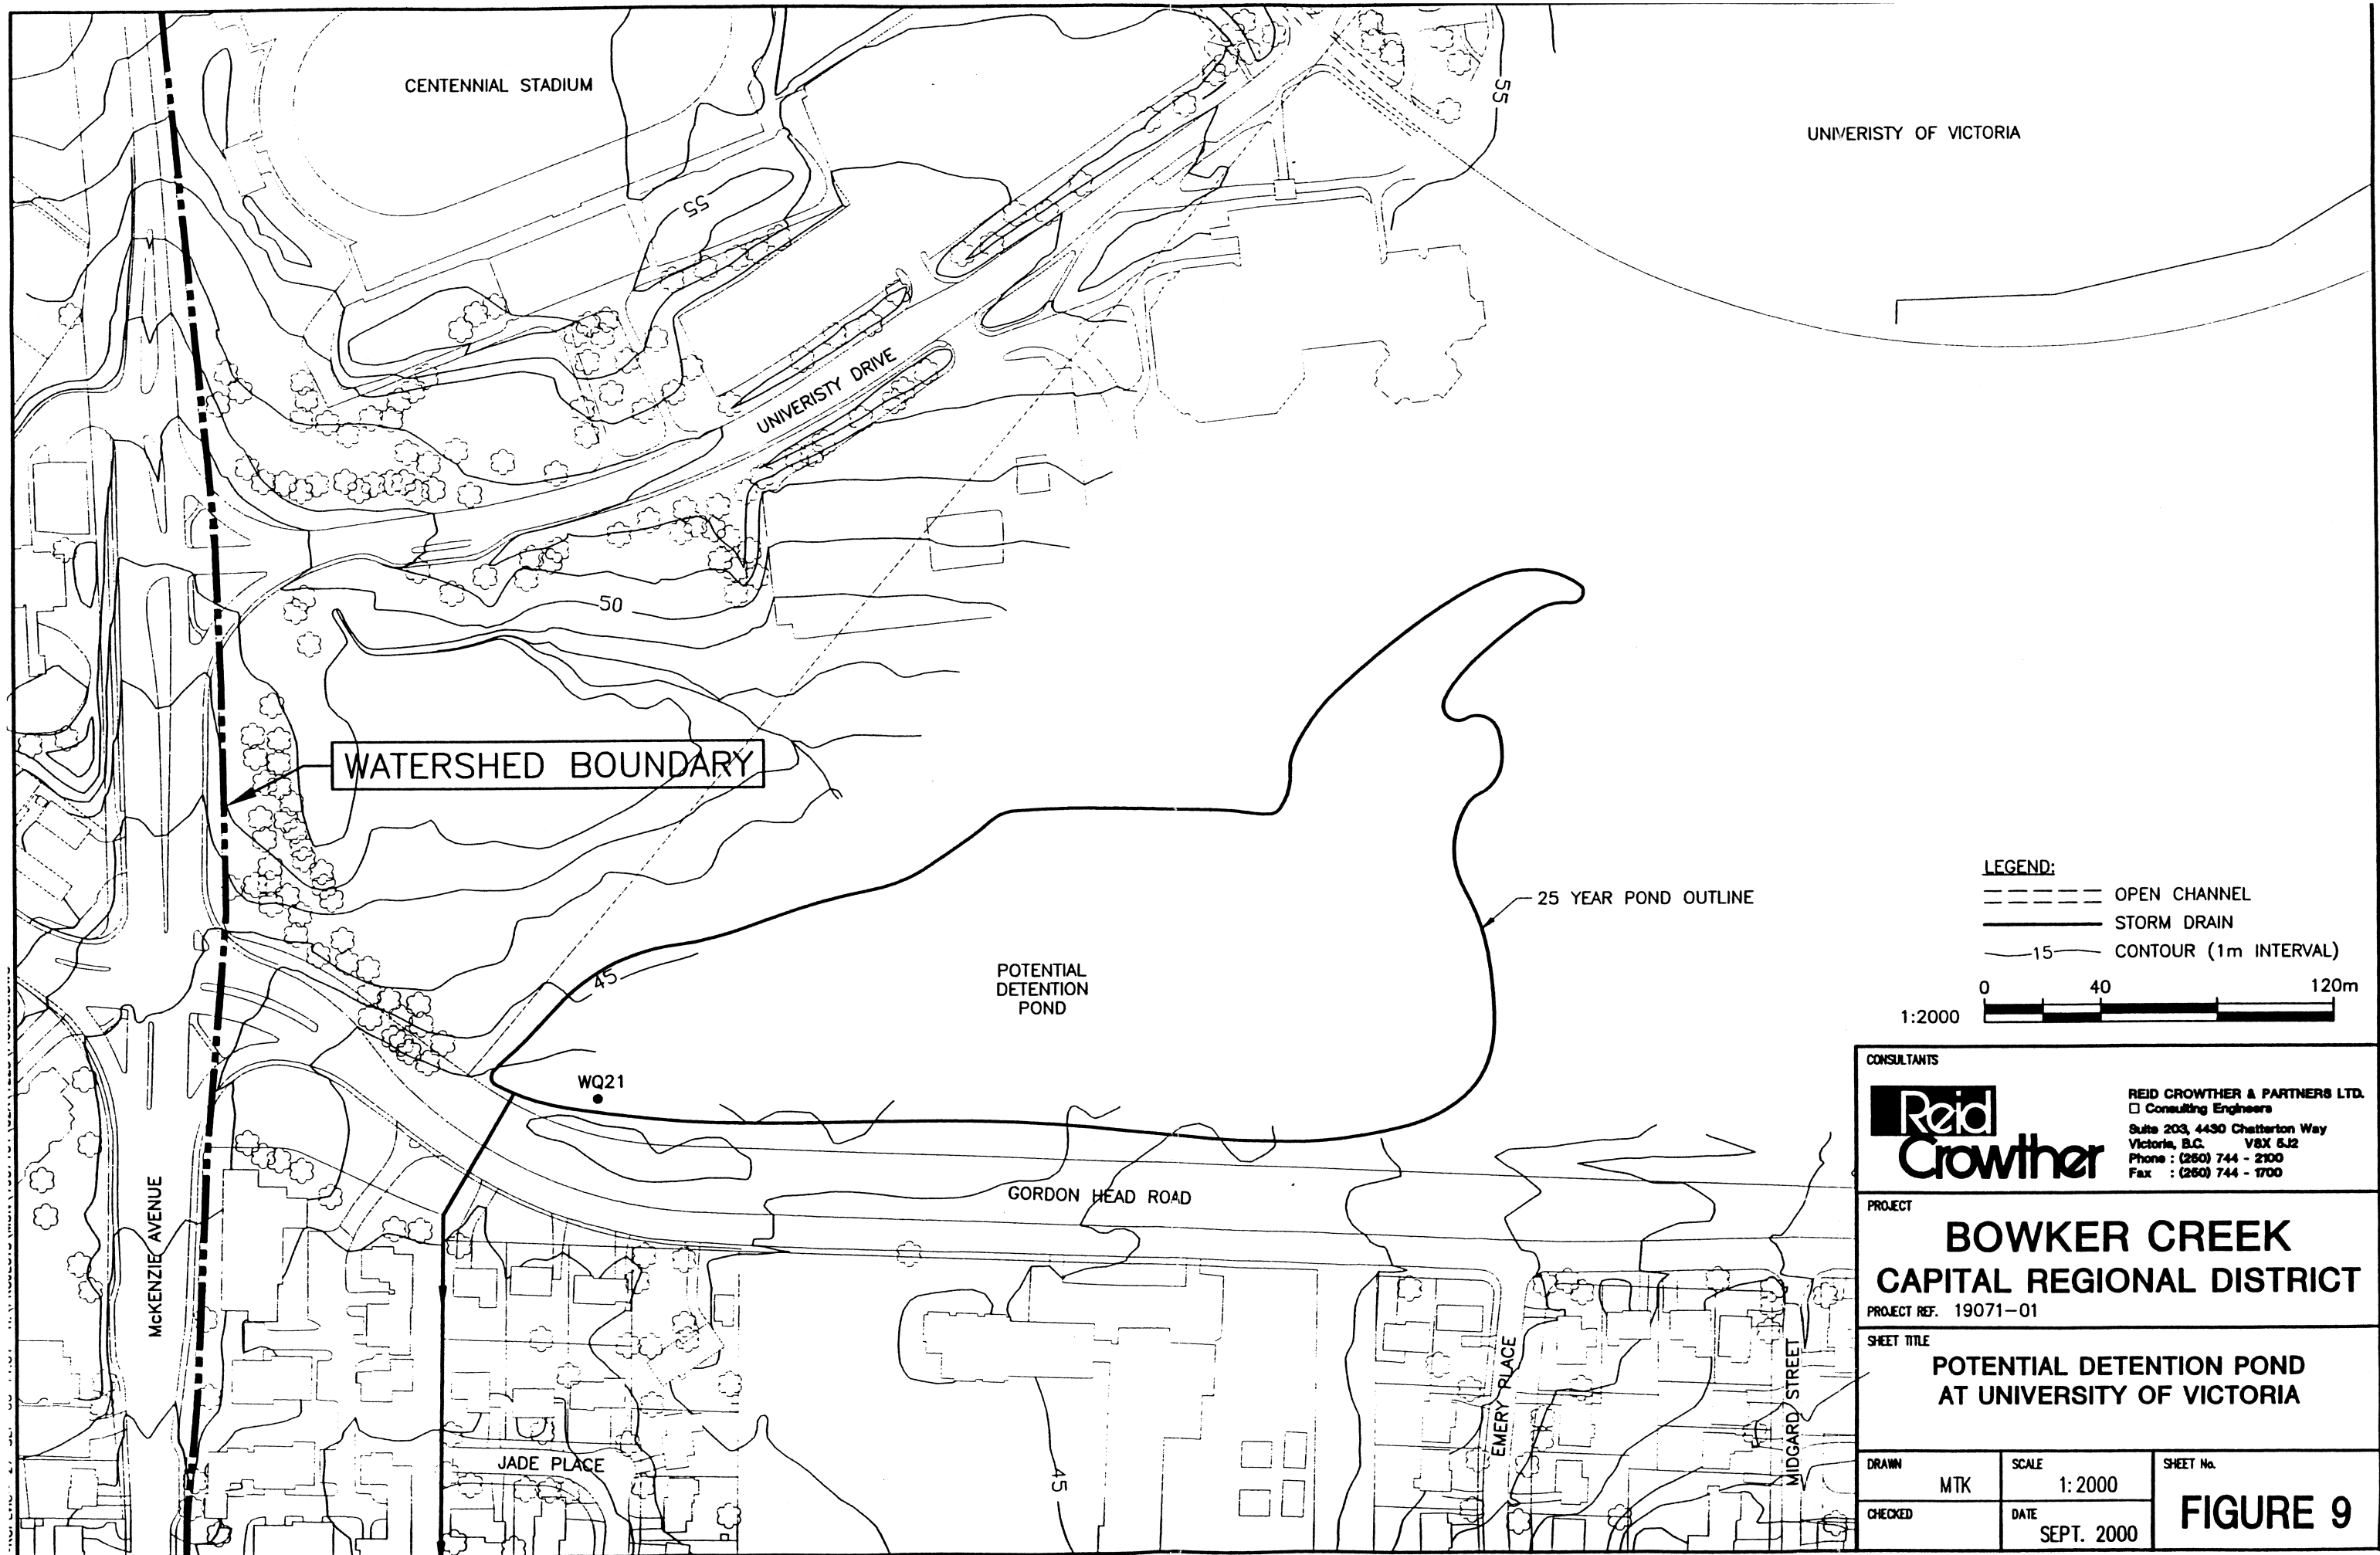 CENTENNIAL STADIUM
55
UNIVERISTY OF VICTORIA
55
UNIVERISTY DRIVE
50
WATERSHED BOUNDARY
25 YEAR POND OUTLINE
45
POTENTIAL
DETENTION
POND
WQ21
GORDON HEAD ROAD
McKENZIE AVENUE
JADE PLACE
45
EMERY PLACE
MIDGARD STREET
LEGEND:
OPEN CHANNEL
STORM DRAIN
15 CONTOUR (1m INTERVAL)
0 40 120m
1:2000
CONSULTANTS
Reid
Crowther
REID CROWTHER & PARTNERS LTD.
Consulting Engineers
Suite 203, 4430 Chatterton Way
Victoria, B.C. V8X 5J2
Phone : (250) 744 - 2100
Fax : (250) 744 - 1700
PROJECT
BOWKER CREEK
CAPITAL REGIONAL DISTRICT
PROJECT REF. 19071-01
SHEET TITLE
POTENTIAL DETENTION POND
AT UNIVERSITY OF VICTORIA
DRAWN
MTK
SCALE
1:2000
SHEET No.
FIGURE 9
CHECKED
DATE
SEPT. 2000